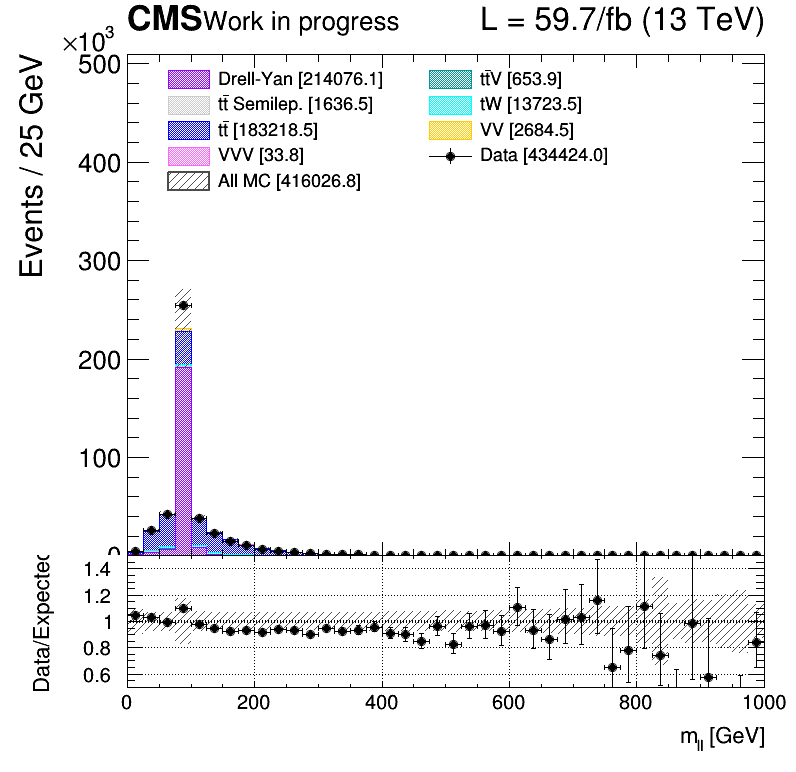 CMS Work in progress L = 59.7/fb (13 TeV)
×10³
Events / 25 GeV
500
400
300
200
100
0
Drell-Yan [214076.1]
tt̄ Semilep. [1636.5]
tt̄ [183218.5]
VVV [33.8]
All MC [416026.8]
tt̄V [653.9]
tW [13723.5]
VV [2684.5]
Data [434424.0]
Data/Expected
1.4
1.2
1
0.8
0.6
0 200 400 600 800 1000
m_ll [GeV]